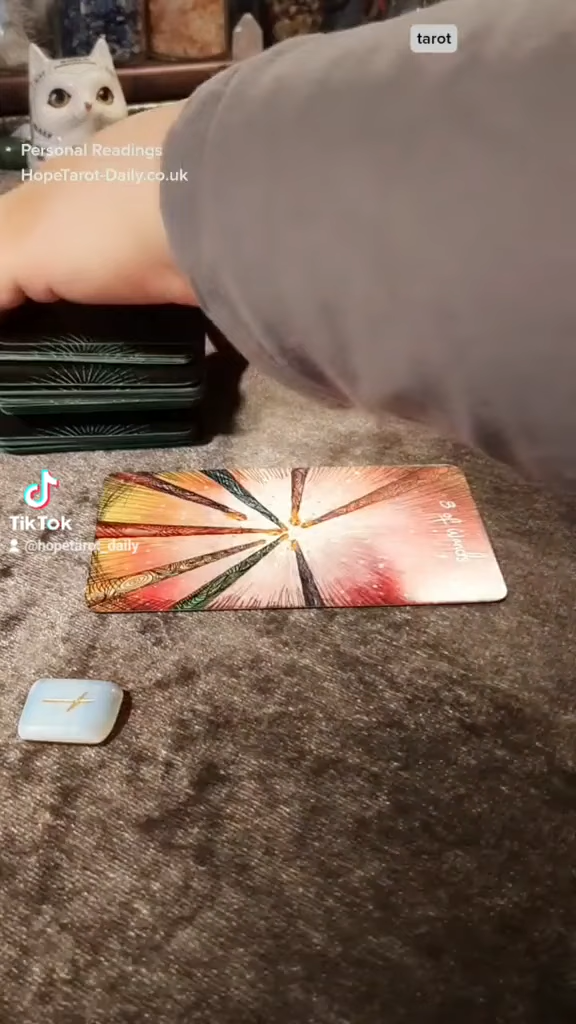 tarot
Personal Readings
HopeTarot-Daily.co.uk
TikTok
@hopetarot_daily
8 of Wands